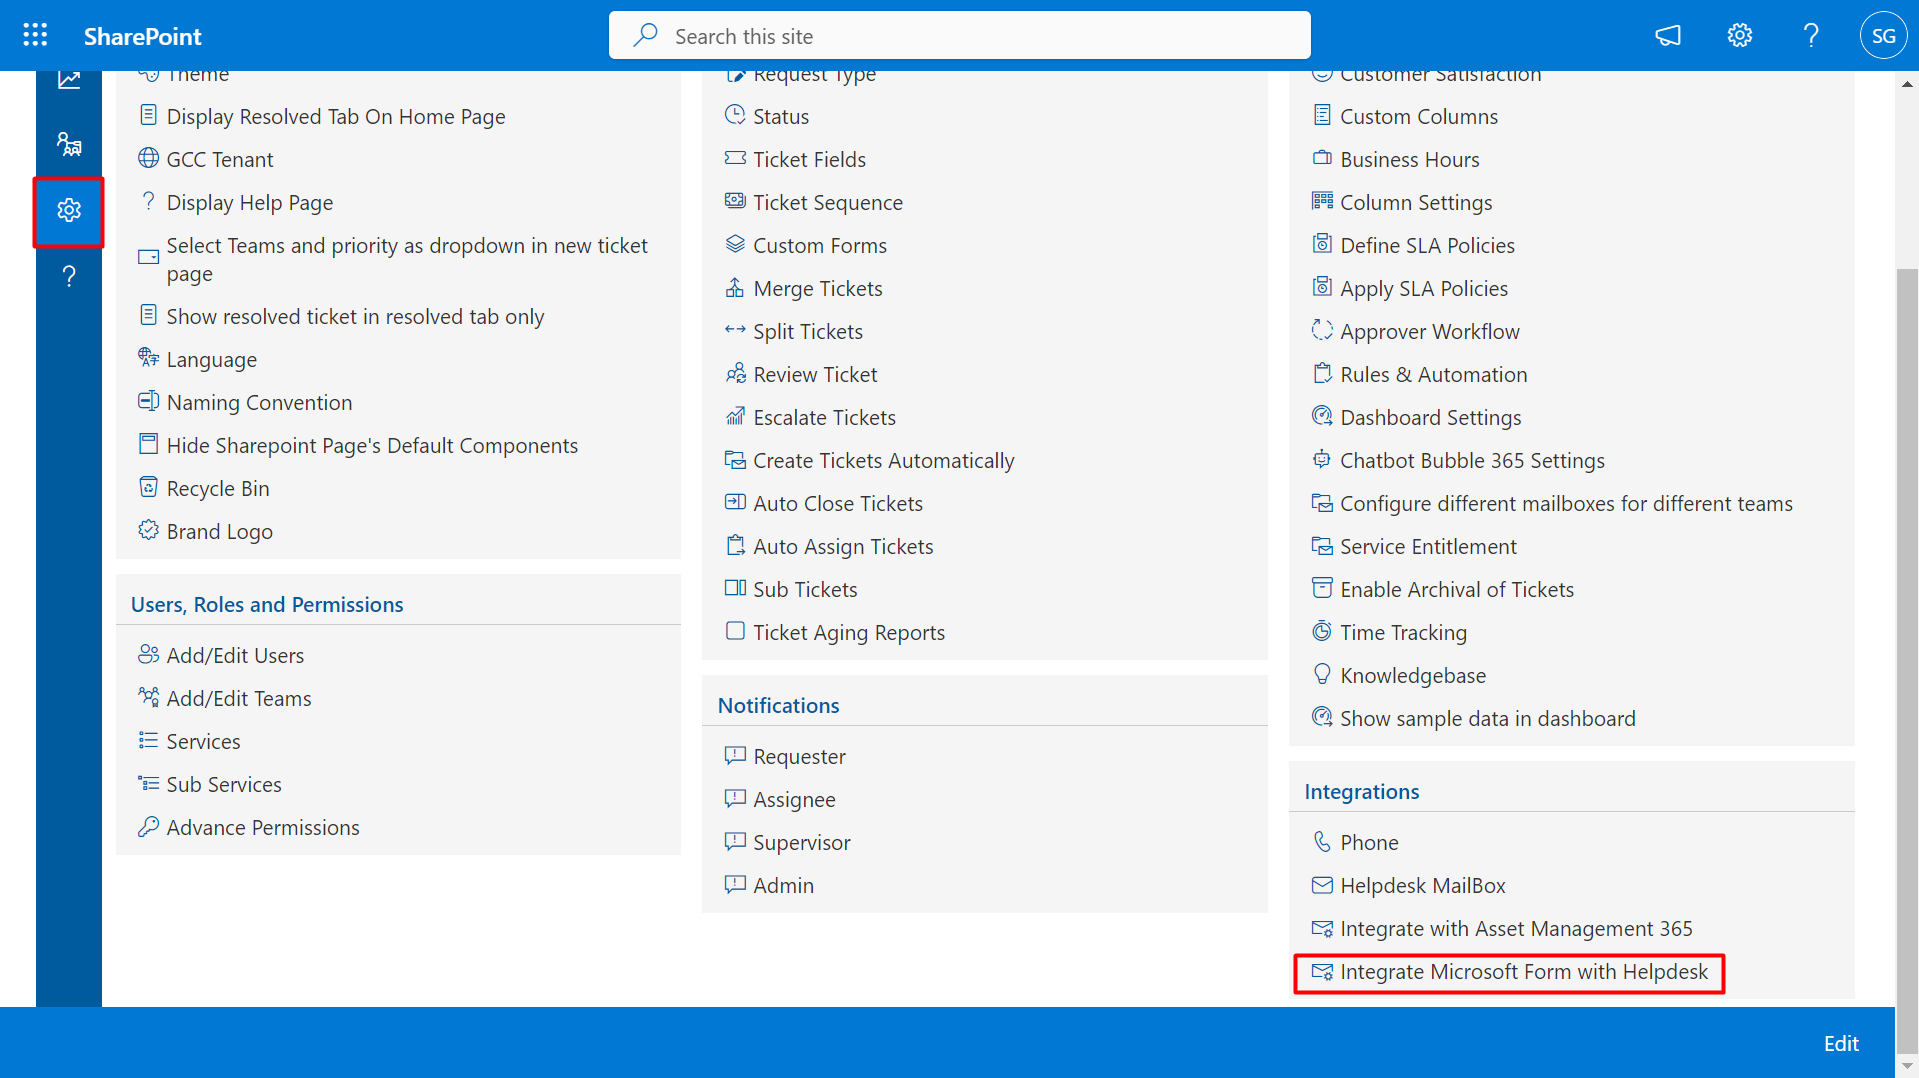 SharePoint
Search this site
SG
Theme
Display Resolved Tab On Home Page
GCC Tenant
Display Help Page
Select Teams and priority as dropdown in new ticket
page
Show resolved ticket in resolved tab only
Language
Naming Convention
Hide Sharepoint Page's Default Components
Recycle Bin
Brand Logo
Users, Roles and Permissions
Add/Edit Users
Add/Edit Teams
Services
Sub Services
Advance Permissions
Request Type
Status
Ticket Fields
Ticket Sequence
Custom Forms
Merge Tickets
Split Tickets
Review Ticket
Escalate Tickets
Create Tickets Automatically
Auto Close Tickets
Auto Assign Tickets
Sub Tickets
Ticket Aging Reports
Notifications
Requester
Assignee
Supervisor
Admin
Customer Satisfaction
Custom Columns
Business Hours
Column Settings
Define SLA Policies
Apply SLA Policies
Approver Workflow
Rules & Automation
Dashboard Settings
Chatbot Bubble 365 Settings
Configure different mailboxes for different teams
Service Entitlement
Enable Archival of Tickets
Time Tracking
Knowledgebase
Show sample data in dashboard
Integrations
Phone
Helpdesk MailBox
Integrate with Asset Management 365
Integrate Microsoft Form with Helpdesk
Edit